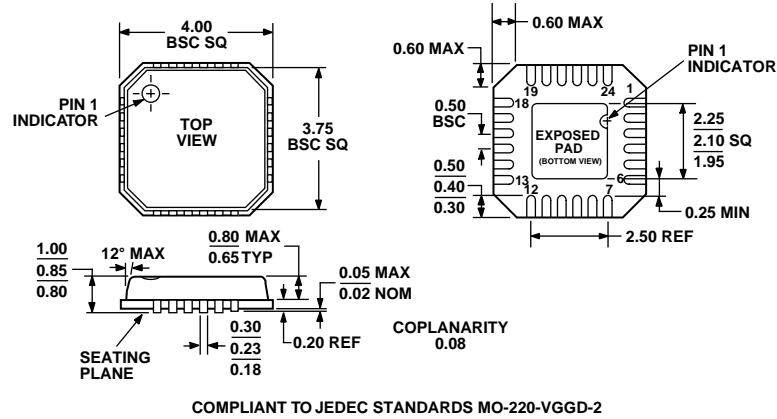 4.00
BSC SQ
PIN 1
INDICATOR
TOP
VIEW
3.75
BSC SQ
0.60 MAX
0.60 MAX
PIN 1
INDICATOR
19
24
1
18
0.50
BSC
EXPOSED
PAD
(BOTTOM VIEW)
2.25
2.10 SQ
1.95
0.50
0.40
0.30
13
12
7
6
0.25 MIN
2.50 REF
1.00
0.85
0.80
12° MAX
0.80 MAX
0.65 TYP
0.05 MAX
0.02 NOM
SEATING
PLANE
0.30
0.23
0.18
0.20 REF
COPLANARITY
0.08
COMPLIANT TO JEDEC STANDARDS MO-220-VGGD-2